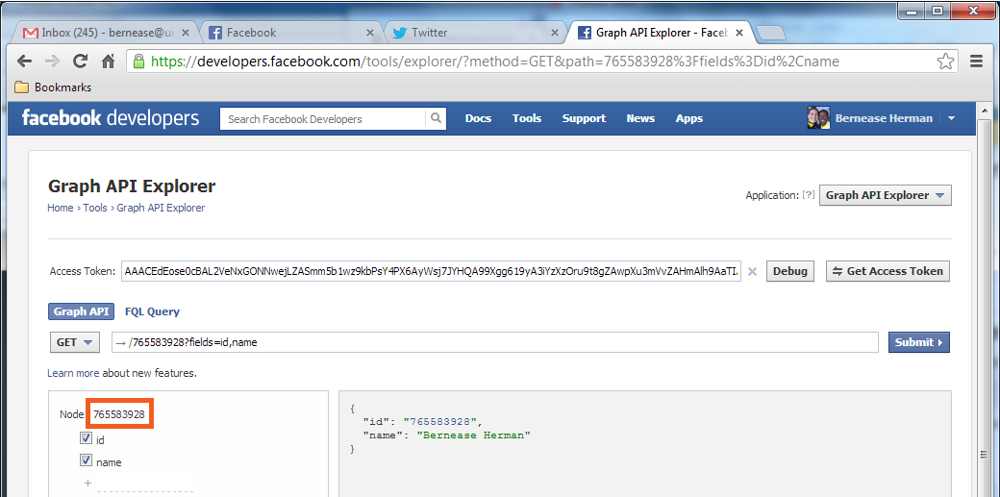 Inbox (245) - bernease@ur
Facebook
Twitter
Graph API Explorer - Faceb
https://developers.facebook.com/tools/explorer/?method=GET&path=765583928%3Ffields%3Did%2Cname
Bookmarks
facebook developers
Search Facebook Developers
Docs
Tools
Support
News
Apps
Bernease Herman
Graph API Explorer
Home › Tools › Graph API Explorer
Application: [?]
Graph API Explorer
Access Token:
Debug
Get Access Token
Graph API
FQL Query
GET
→ /765583928?fields=id,name
Submit
Learn more about new features.
Node 765583928
id
name
+
{
"id": "765583928",
"name": "Bernease Herman"
}